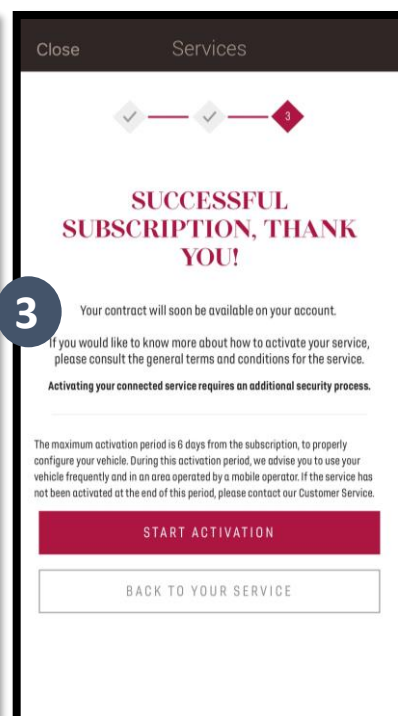 Close Services
3
SUCCESSFUL
SUBSCRIPTION, THANK
YOU!
3
Your contract will soon be available on your account.
If you would like to know more about how to activate your service,
please consult the general terms and conditions for the service.
Activating your connected service requires an additional security process.
The maximum activation period is 6 days from the subscription, to properly
configure your vehicle. During this activation period, we advise you to use your
vehicle frequently and in an area operated by a mobile operator. If the service has
not been activated at the end of this period, please contact our Customer Service.
START ACTIVATION
BACK TO YOUR SERVICE